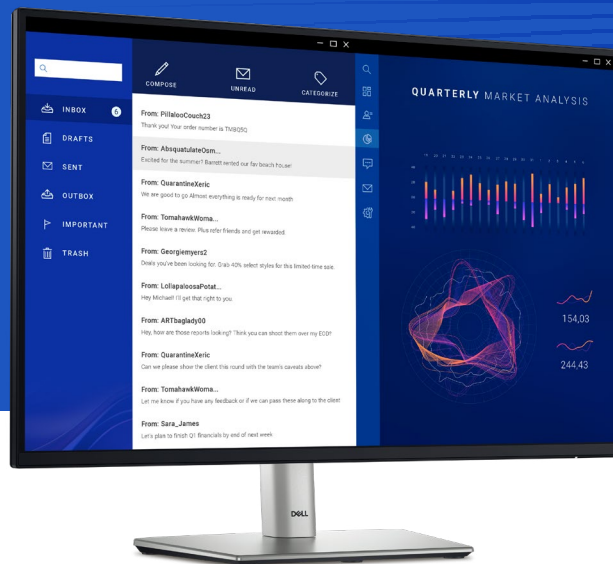 INBOX 6
DRAFTS
SENT
OUTBOX
IMPORTANT
TRASH
COMPOSE
UNREAD
CATEGORIZE
From: PillalooCouch23
Thank you! Your order number is TMBQ5Q
From: AbsquatulateOsm...
Excited for the summer? Barrett rented our fav beach house!
From: QuarantineXeric
We are good to go Almost everything is ready for next month
From: TomahawkWoma...
Please leave a review. Plus refer friends and get rewarded.
From: Georgiemyers2
Deals you've been looking for. Grab 40% select styles for this limited-time sale.
From: LollapaloosaPotat...
Hey Michael! I'll get that right to you
From: ARTbaglady00
Hey, how are those reports looking? Think you can shoot them over my EOD?
From: QuarantineXeric
Can we please show the client this round with the team's caveats above?
From: TomahawkWoma...
Let me know if you have any feedback or if we can pass these along to the client
From: Sara_James
Let's plan to finish Q1 financials by end of next week
QUARTERLY MARKET ANALYSIS
154,03
244,43
DELL